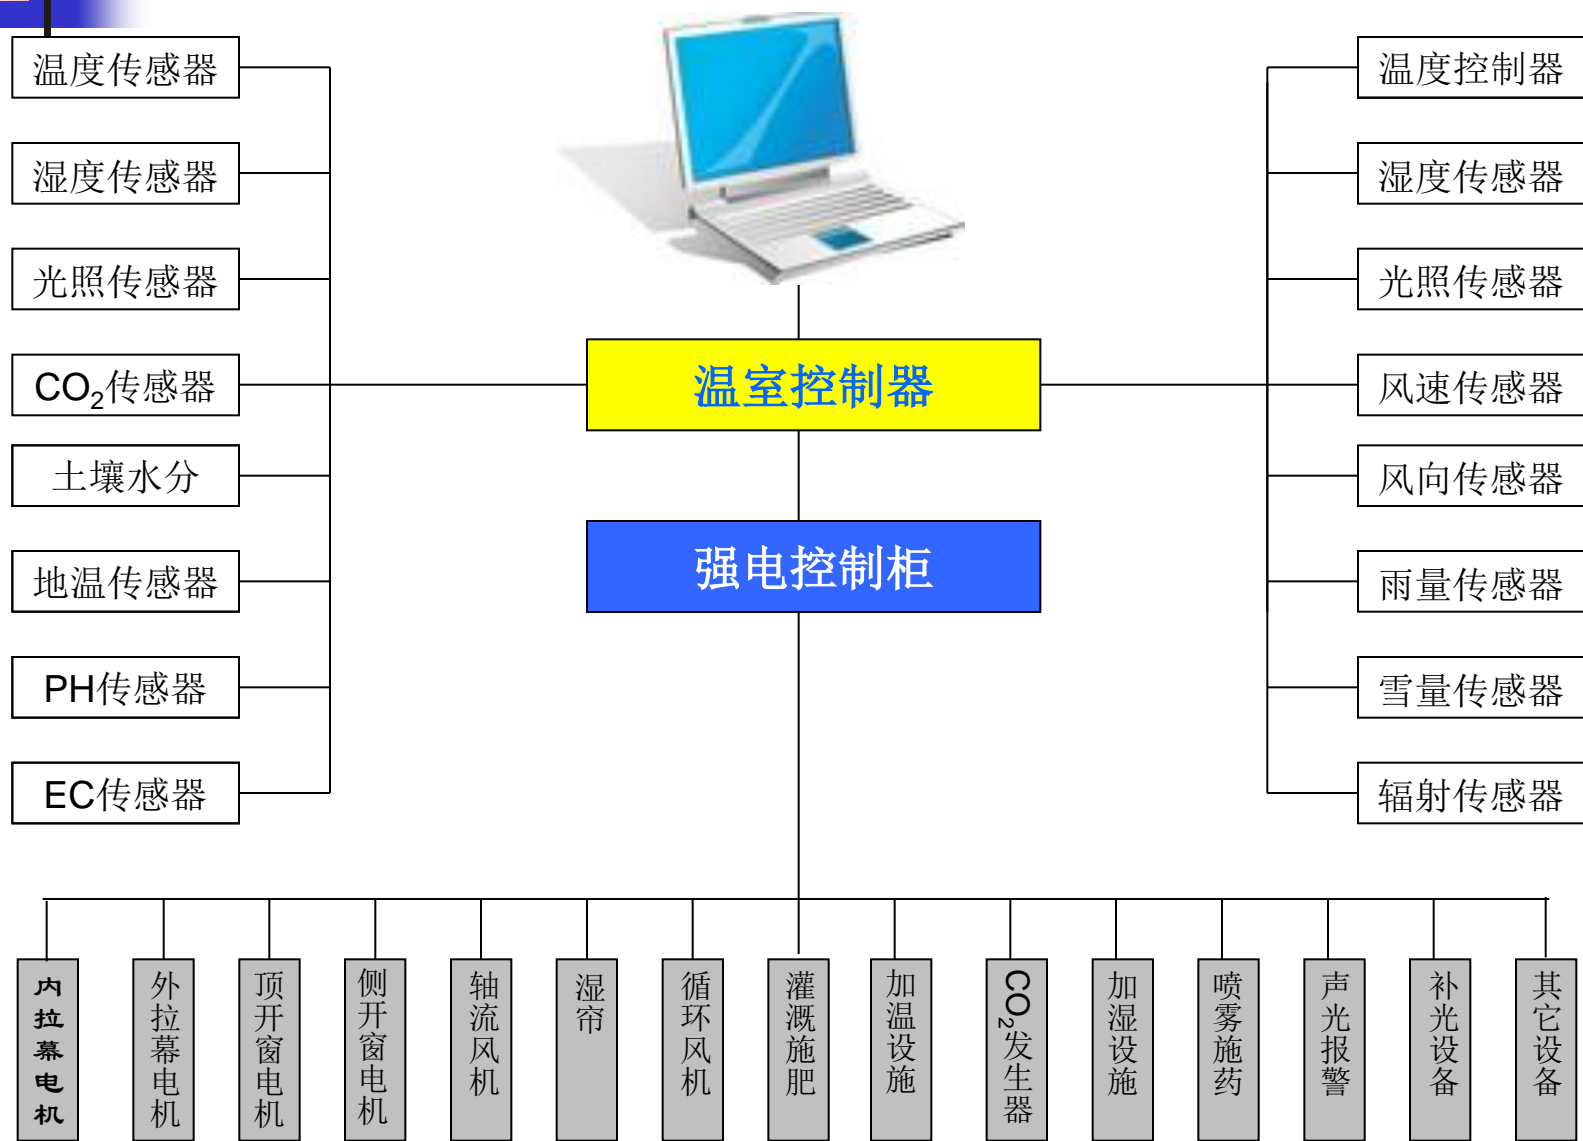 温度传感器
湿度传感器
光照传感器
CO₂传感器
土壤水分
地温传感器
PH传感器
EC传感器
温室控制器
强电控制柜
温度控制器
湿度传感器
光照传感器
风速传感器
风向传感器
雨量传感器
雪量传感器
辐射传感器
内拉幕电机
外拉幕电机
顶开窗电机
侧开窗电机
轴流风机
湿帘
循环风机
灌溉施肥
加温设施
CO₂发生器
加湿设施
喷雾施药
声光报警
补光设备
其它设备